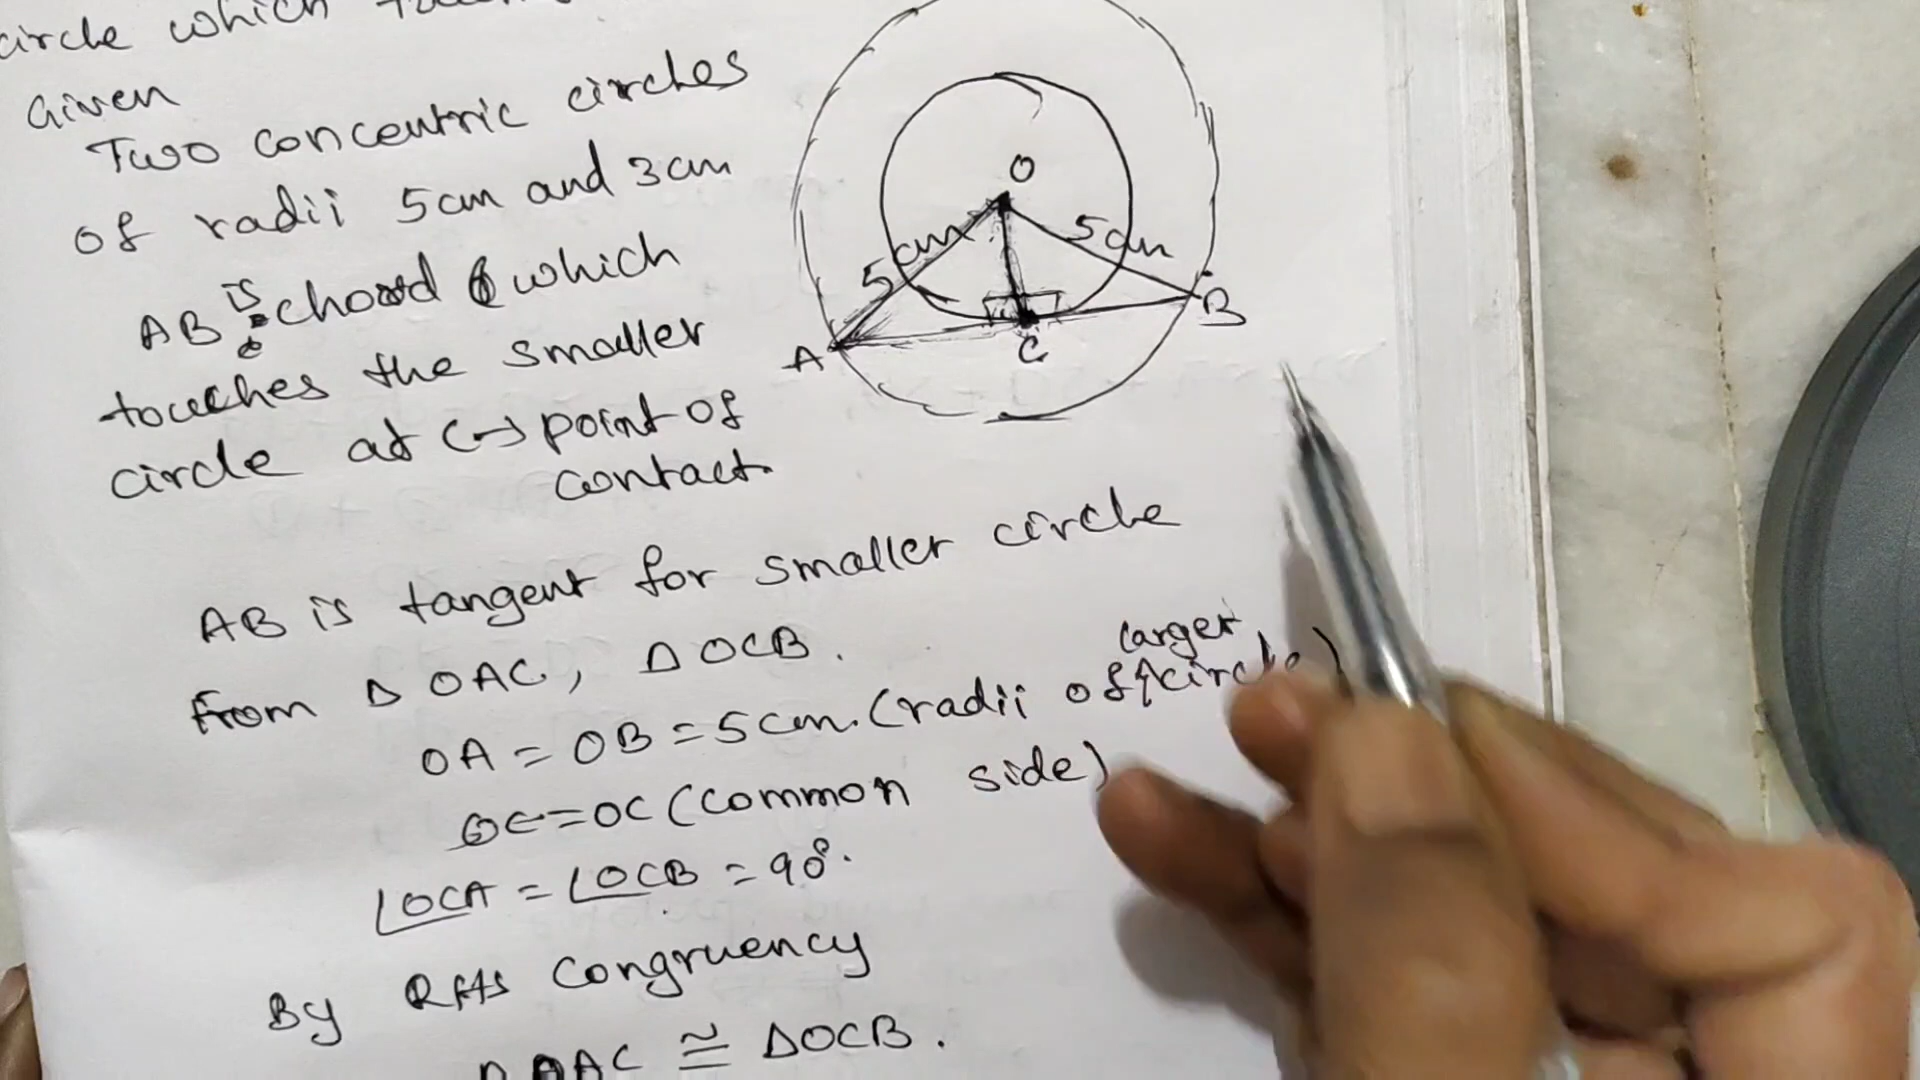 circle which
Given
Two concentric circles
of radii 5cm and 3cm
AB is chord which
touches the smaller
circle at C→ point of
contact.
O
5cm
5cm
A
C
B
AB is tangent for smaller circle
from △OAC, △OCB.
larger
OA = OB = 5cm. (radii of circle)
OC = OC (common side)
∠OCA = ∠OCB = 90°.
By RHS Congruency
△OAC ≅ △OCB.